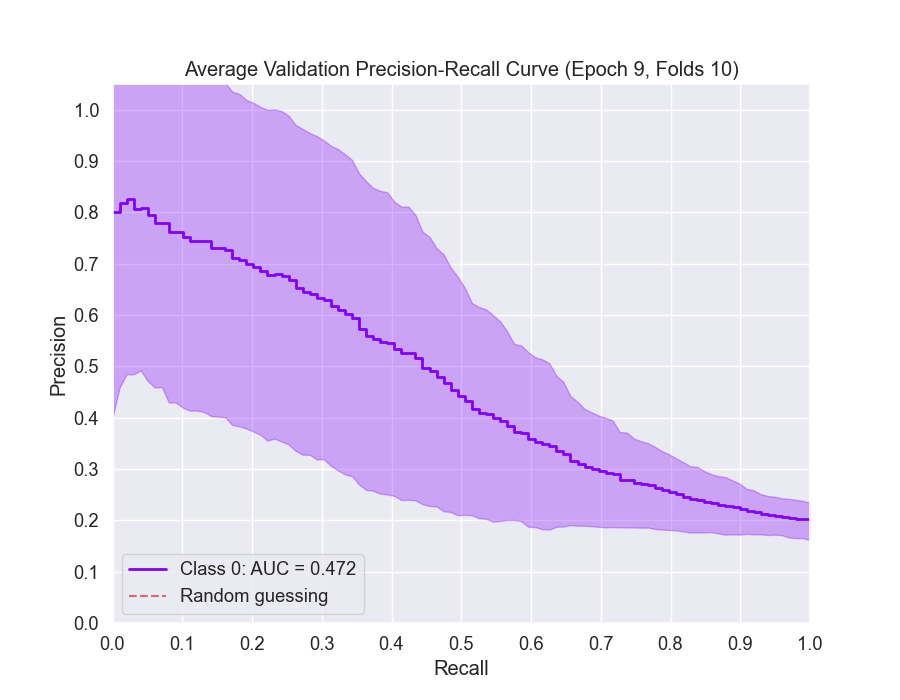 Average Validation Precision-Recall Curve (Epoch 9, Folds 10)
1.0
0.9
0.8
0.7
0.6
0.5
0.4
0.3
0.2
0.1
0.0
Precision
Class 0: AUC = 0.472
Random guessing
0.0 0.1 0.2 0.3 0.4 0.5 0.6 0.7 0.8 0.9 1.0
Recall